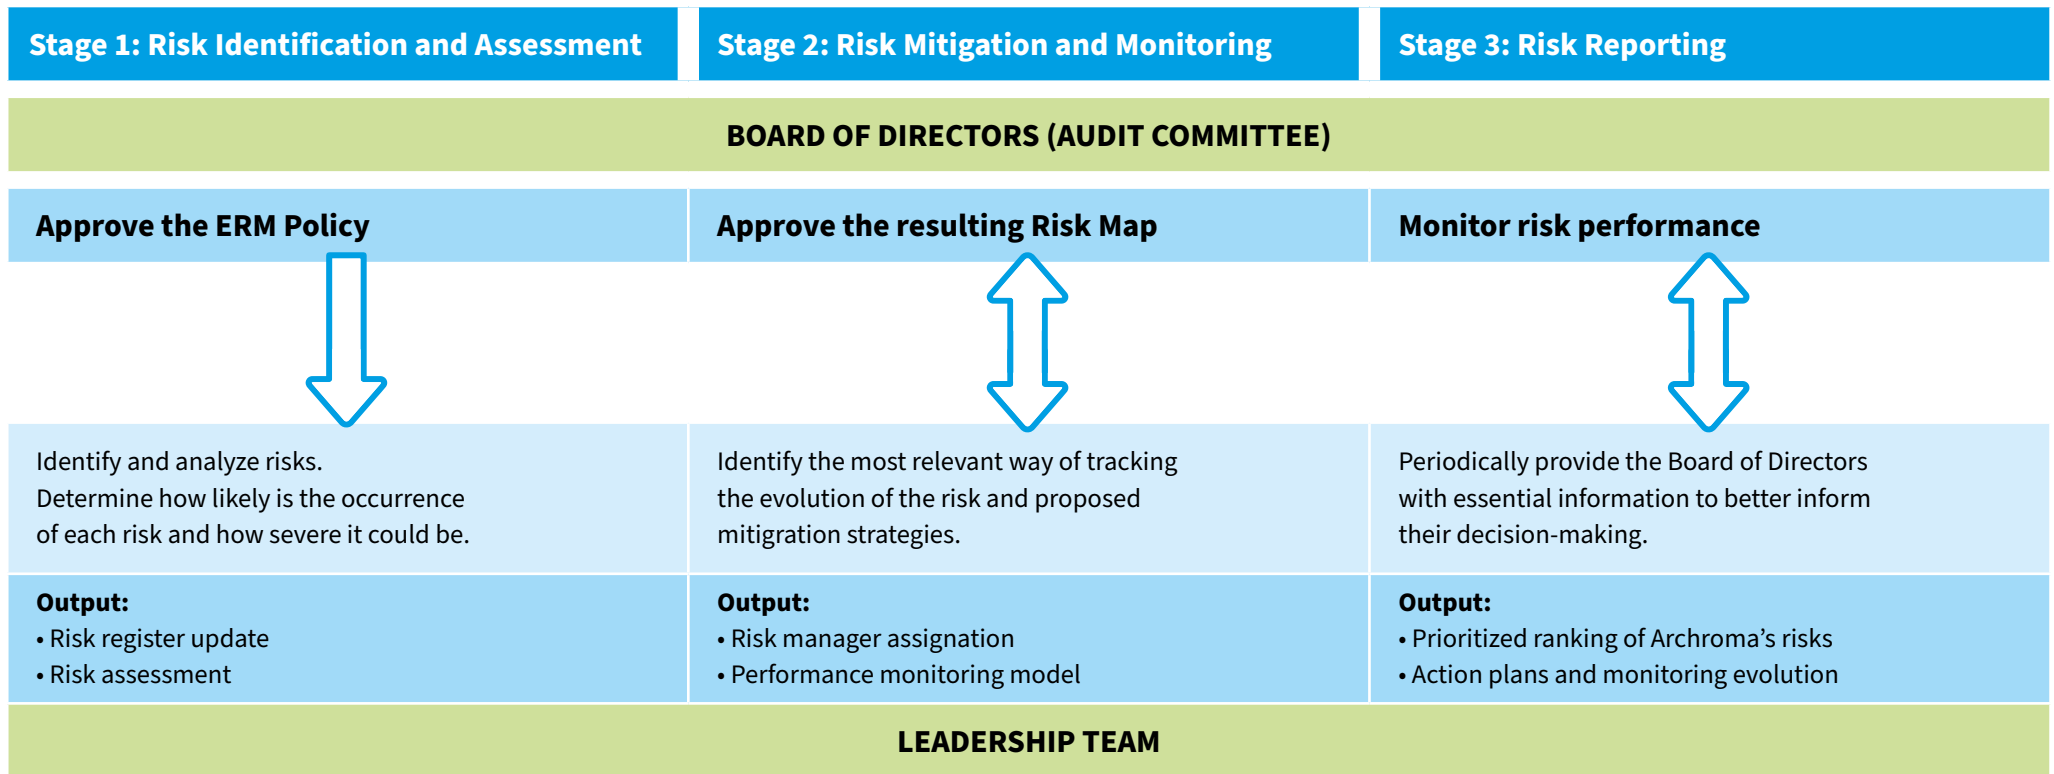 Stage 1: Risk Identification and Assessment
Stage 2: Risk Mitigation and Monitoring
Stage 3: Risk Reporting
BOARD OF DIRECTORS (AUDIT COMMITTEE)
Approve the ERM Policy
Approve the resulting Risk Map
Monitor risk performance
Identify and analyze risks.
Determine how likely is the occurrence
of each risk and how severe it could be.
Identify the most relevant way of tracking
the evolution of the risk and proposed
mitigration strategies.
Periodically provide the Board of Directors
with essential information to better inform
their decision-making.
Output:
• Risk register update
• Risk assessment
Output:
• Risk manager assignation
• Performance monitoring model
Output:
• Prioritized ranking of Archroma’s risks
• Action plans and monitoring evolution
LEADERSHIP TEAM